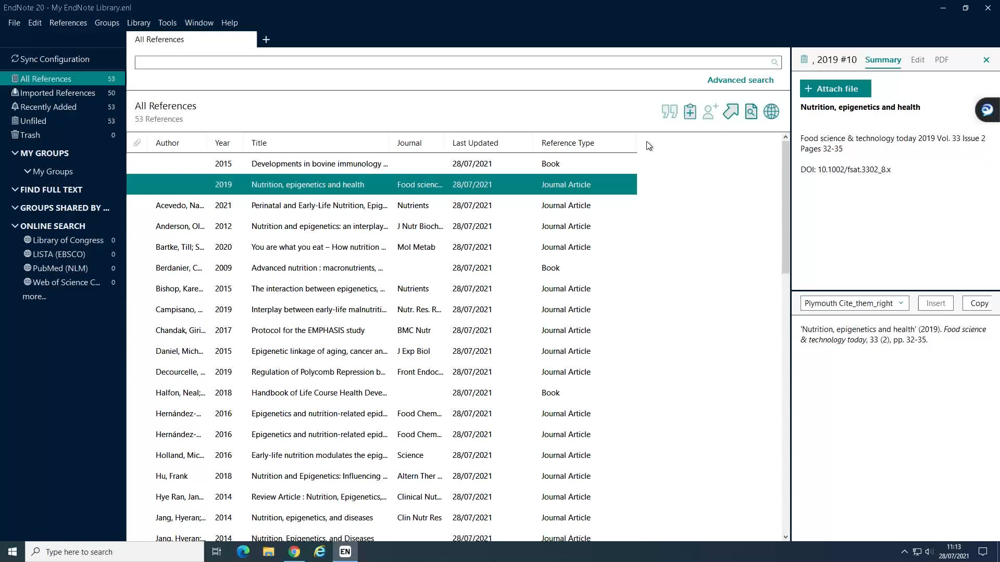 EndNote 20 - My EndNote Library.enl
File Edit References Groups Library Tools Window Help
All References
Sync Configuration
All References 53
Imported References 50
Recently Added 53
Unfiled 53
Trash 0
MY GROUPS
My Groups
FIND FULL TEXT
GROUPS SHARED BY ...
ONLINE SEARCH
Library of Congress 0
LISTA (EBSCO) 0
PubMed (NLM) 0
Web of Science C... 0
more...
Advanced search
All References
53 References
Author Year Title Journal Last Updated Reference Type
2015 Developments in bovine immunology ... 28/07/2021 Book
2019 Nutrition, epigenetics and health Food scienc... 28/07/2021 Journal Article
Acevedo, Na... 2021 Perinatal and Early-Life Nutrition, Epig... Nutrients 28/07/2021 Journal Article
Anderson, Ol... 2012 Nutrition and epigenetics: an interplay... J Nutr Bioch... 28/07/2021 Journal Article
Bartke, Till; S... 2020 You are what you eat – How nutrition ... Mol Metab 28/07/2021 Journal Article
Berdanier, C... 2009 Advanced nutrition : macronutrients, ... 28/07/2021 Book
Bishop, Kare... 2015 The interaction between epigenetics, ... Nutrients 28/07/2021 Journal Article
Campisano, ... 2019 Interplay between early-life malnutriti... Nutr. Res. R... 28/07/2021 Journal Article
Chandak, Giri... 2017 Protocol for the EMPHASIS study BMC Nutr 28/07/2021 Journal Article
Daniel, Mich... 2015 Epigenetic linkage of aging, cancer an... J Exp Biol 28/07/2021 Journal Article
Decourcelle, ... 2019 Regulation of Polycomb Repression b... Front Endoc... 28/07/2021 Journal Article
Halfon, Neal;... 2018 Handbook of Life Course Health Deve... 28/07/2021 Book
Hernández-... 2016 Epigenetics and nutrition-related epid... Food Chem... 28/07/2021 Journal Article
Hernández-... 2016 Epigenetics and nutrition-related epid... Food Chem... 28/07/2021 Journal Article
Holland, Mic... 2016 Early-life nutrition modulates the epig... Science 28/07/2021 Journal Article
Hu, Frank 2018 Nutrition and Epigenetics: Influencing ... Altern Ther ... 28/07/2021 Journal Article
Hye Ran, Jan... 2014 Review Article : Nutrition, Epigenetics,... Clinical Nut... 28/07/2021 Journal Article
Jang, Hyeran;... 2014 Nutrition, epigenetics, and diseases Clin Nutr Res 28/07/2021 Journal Article
Jang, Hyeran;... 2014 Nutrition, Epigenetics, and Diseases 28/07/2021 Journal Article
, 2019 #10 Summary Edit PDF
+ Attach file
Nutrition, epigenetics and health
Food science & technology today 2019 Vol. 33 Issue 2
Pages 32-35
DOI: 10.1002/fsat.3302_8.x
Plymouth Cite_them_right Insert Copy
'Nutrition, epigenetics and health' (2019). Food science
& technology today, 33 (2), pp. 32-35.
Type here to search
EN
11:13
28/07/2021